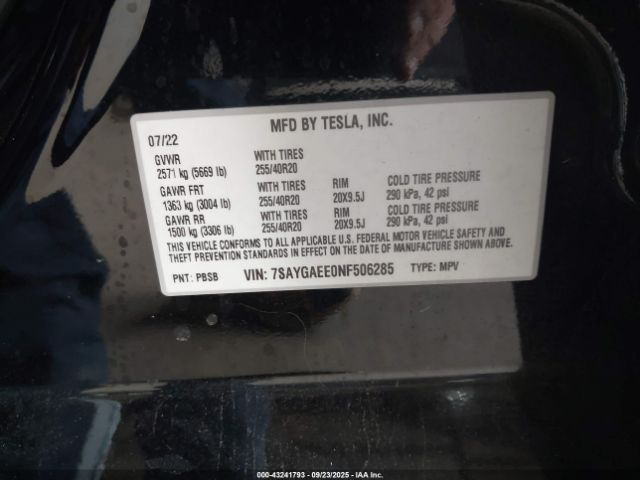 MFD BY TESLA, INC.
07/22
GVWR WITH TIRES
2571 kg (5669 lb) 255/40R20
GAWR FRT WITH TIRES RIM COLD TIRE PRESSURE
1363 kg (3004 lb) 255/40R20 20X9.5J 290 kPa, 42 psi
GAWR RR WITH TIRES RIM COLD TIRE PRESSURE
1500 kg (3306 lb) 255/40R20 20X9.5J 290 kPa, 42 psi
THIS VEHICLE CONFORMS TO ALL APPLICABLE U.S. FEDERAL MOTOR VEHICLE SAFETY AND
THEFT PREVENTION STANDARDS IN EFFECT ON THE DATE OF MANUFACTURE SHOWN ABOVE.
PNT: PBSB VIN: 7SAYGAEE0NF506285 TYPE: MPV
000-43241793 - 09/23/2025 - IAAI.COM